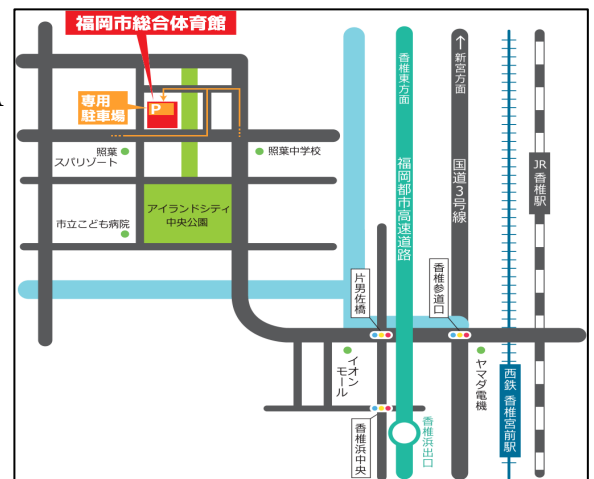 福岡市総合体育館
専用
駐車場
P
照葉
スパリゾート
照葉中学校
市立こども病院
アイランドシティ
中央公園
香椎東方面
福岡都市高速道路
↑新宮方面
国道3号線
JR 香椎駅
片男佐橋
香椎参道口
イオン
モール
ヤマダ電機
西鉄 香椎宮前駅
香椎浜中央
香椎浜出口